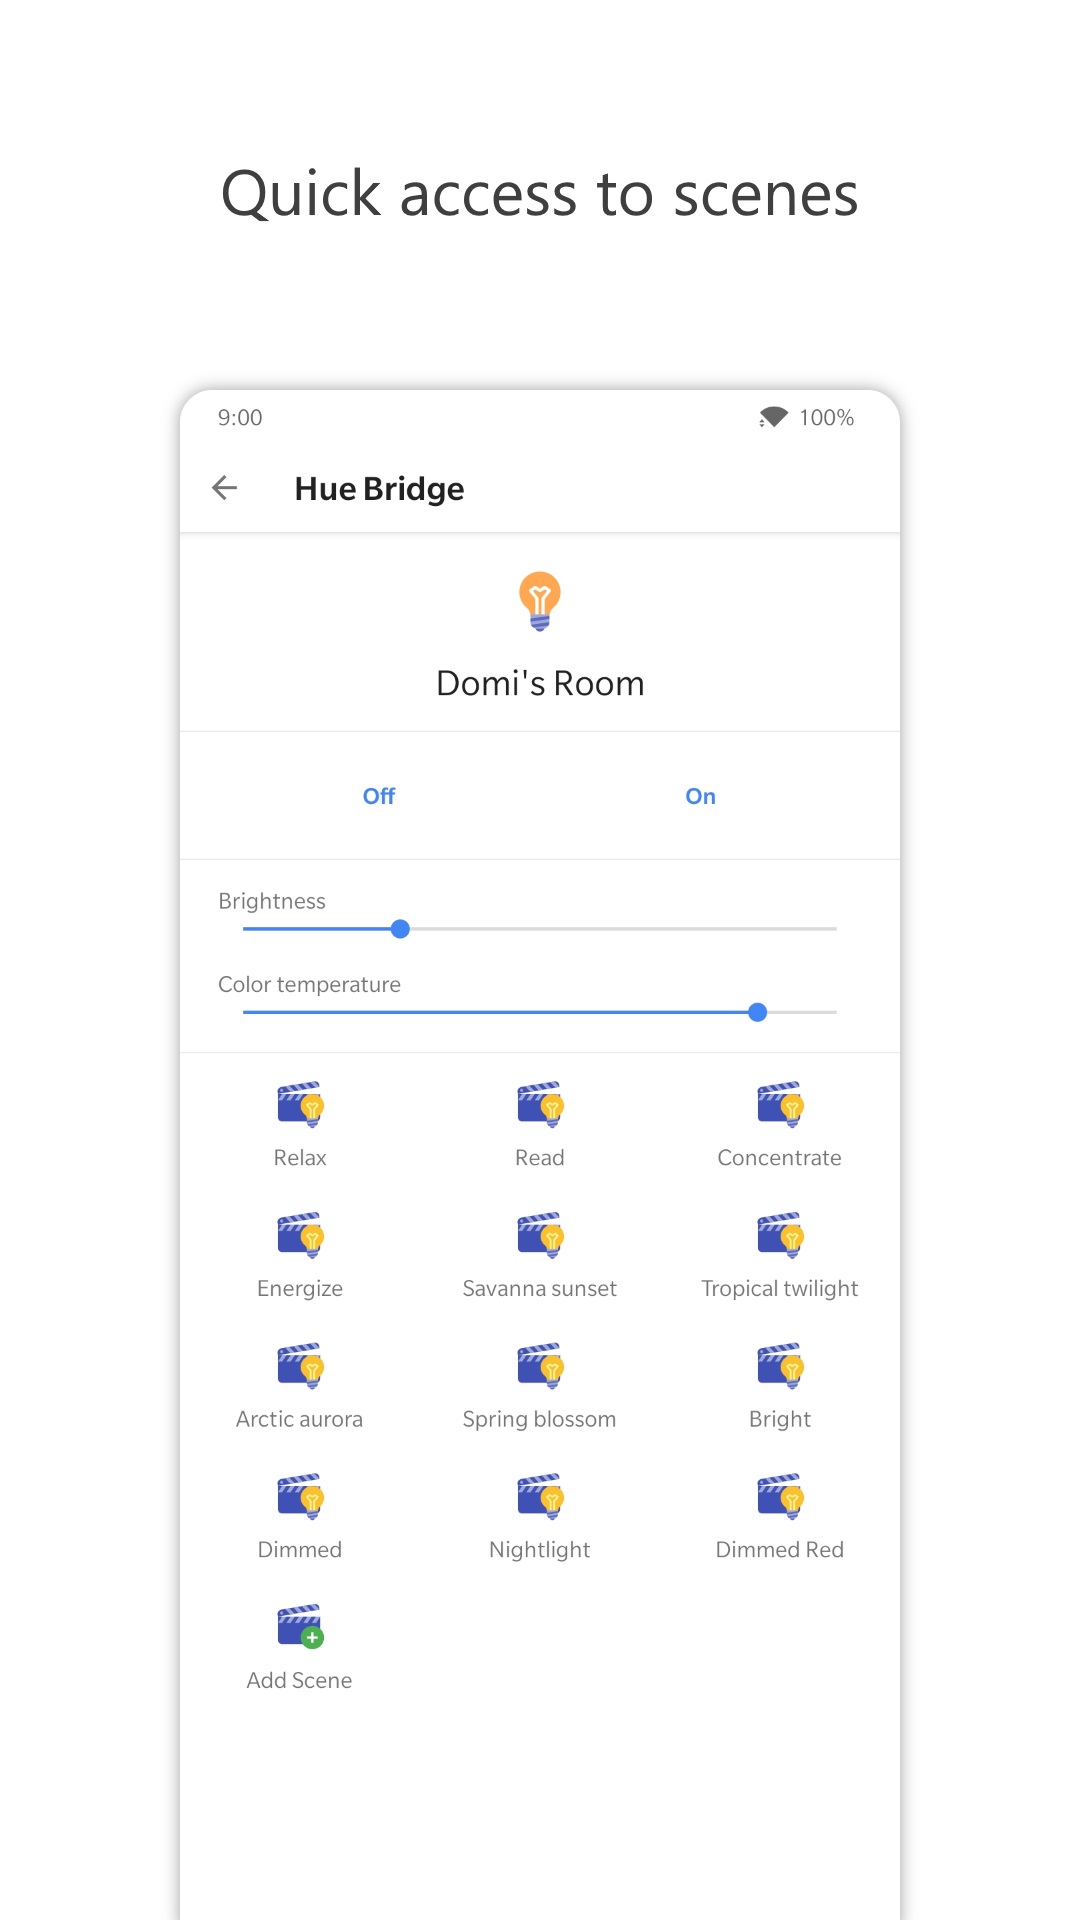 Quick access to scenes
9:00
100%
Hue Bridge
Domi's Room
Off
On
Brightness
Color temperature
Relax
Read
Concentrate
Energize
Savanna sunset
Tropical twilight
Arctic aurora
Spring blossom
Bright
Dimmed
Nightlight
Dimmed Red
Add Scene